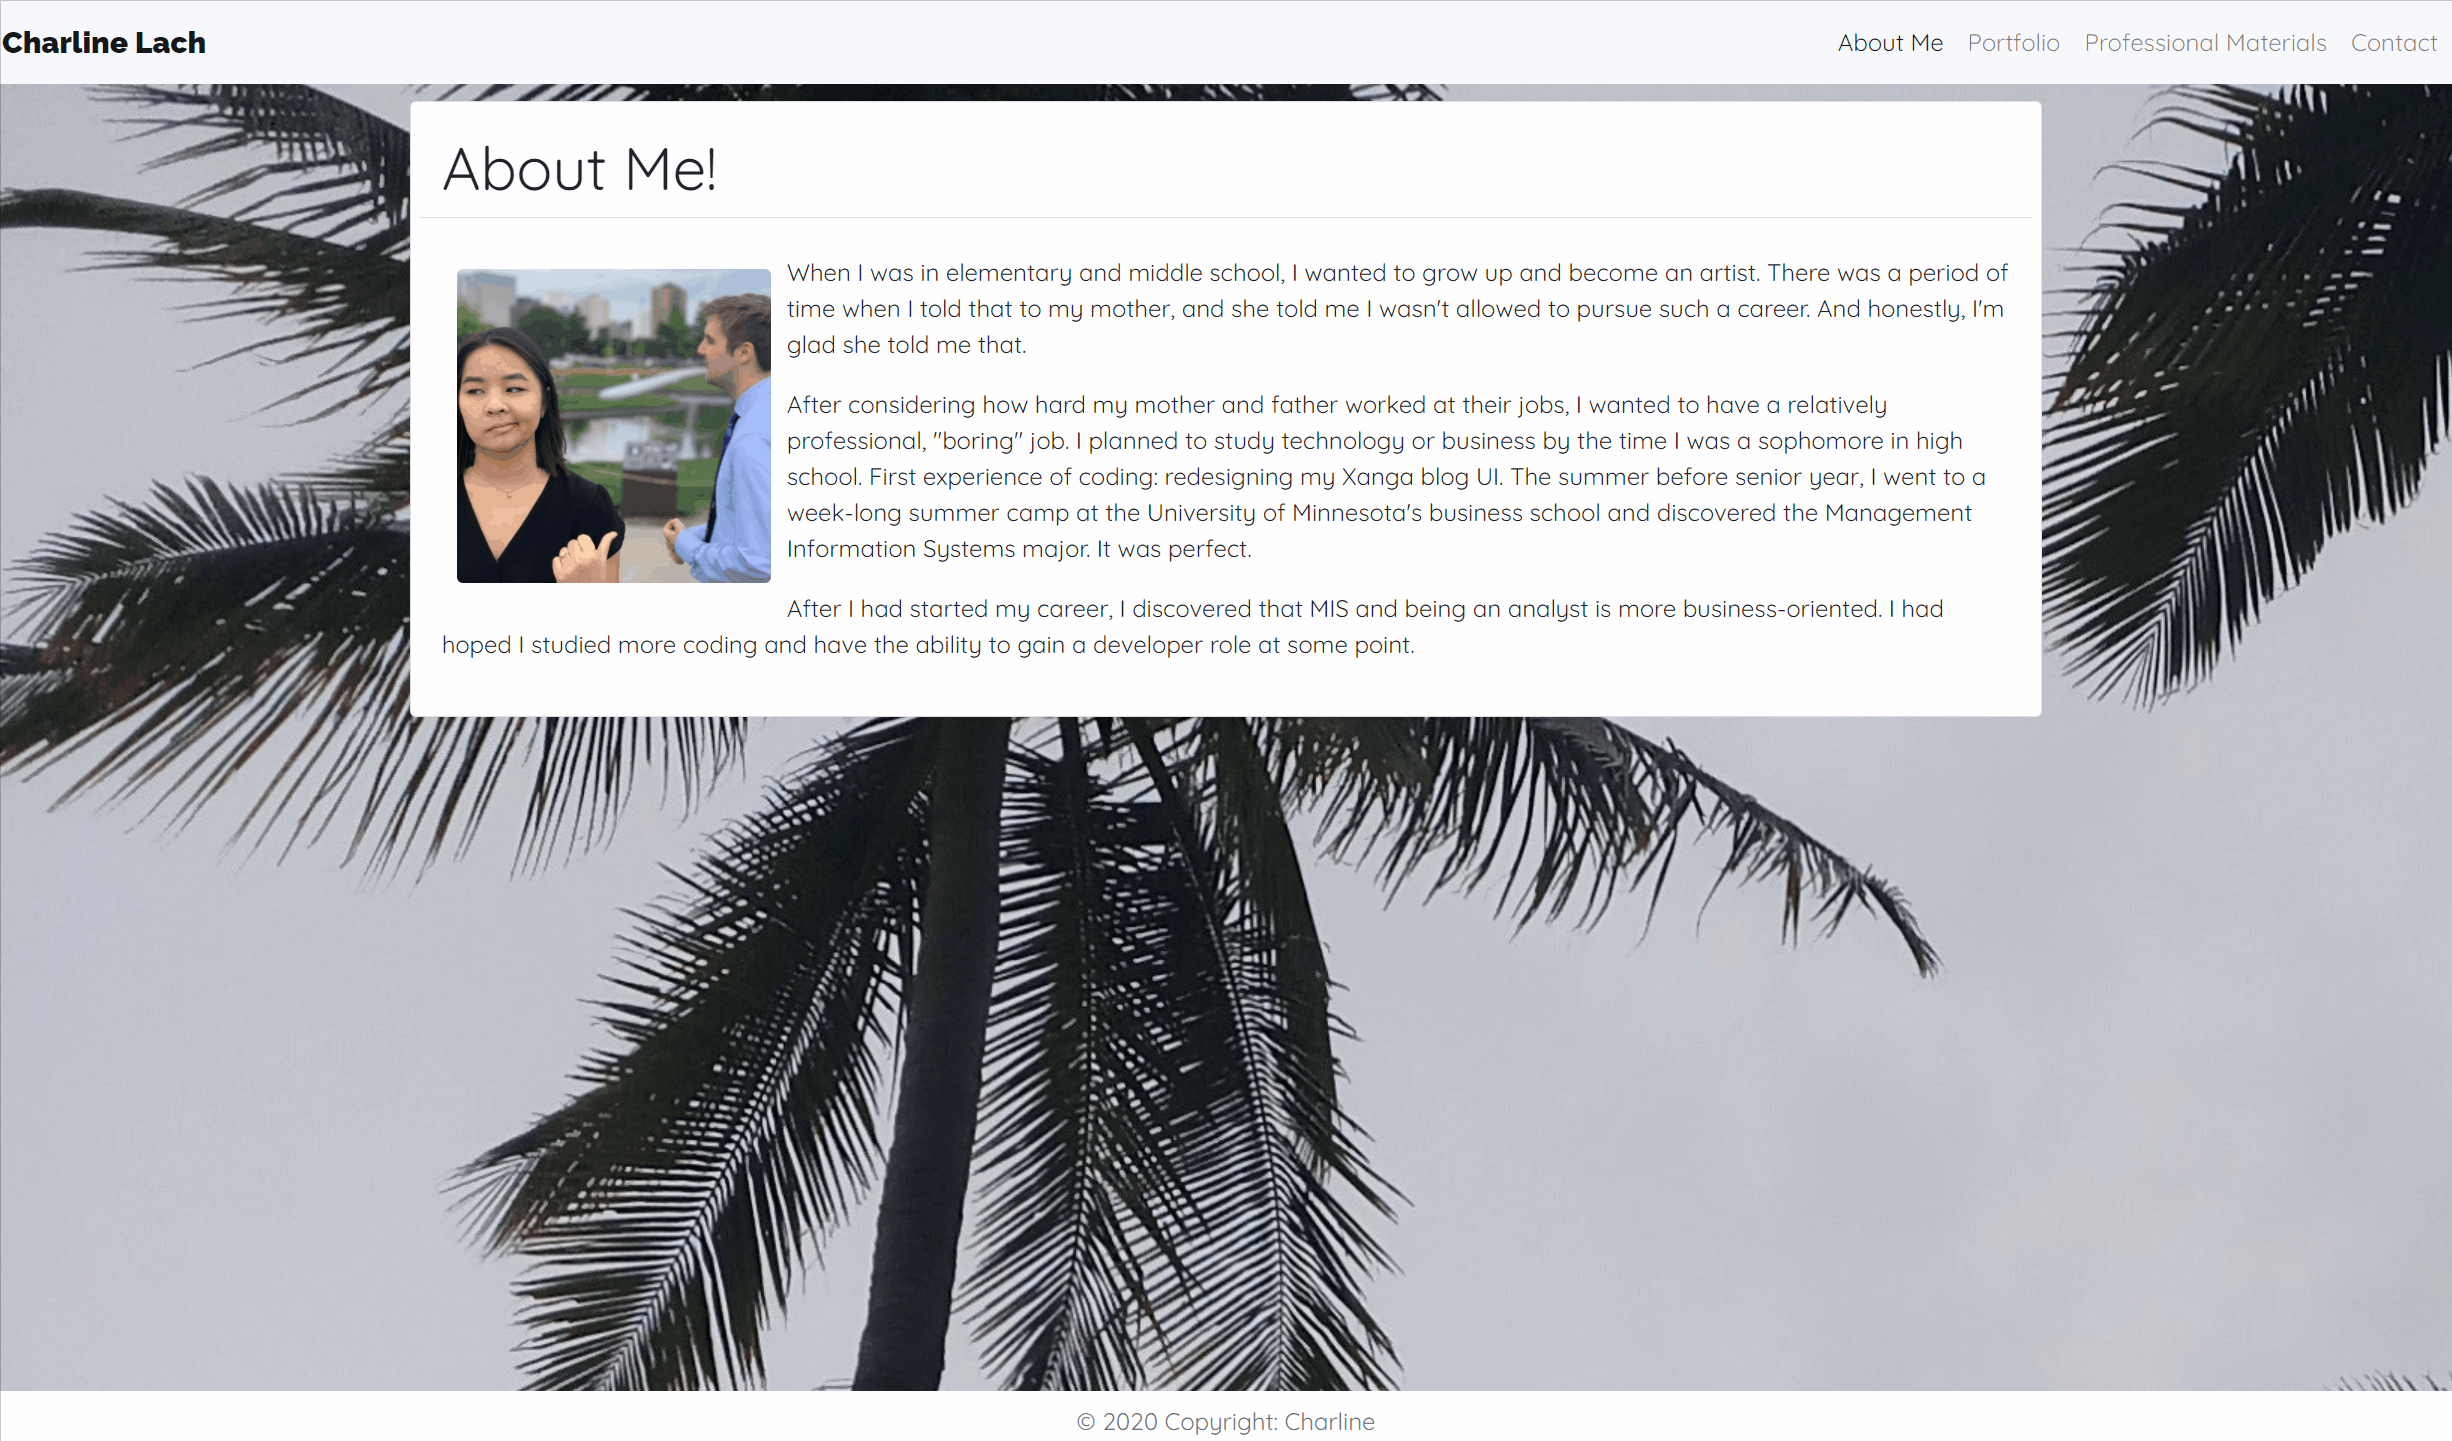 Charline Lach
About Me Portfolio Professional Materials Contact
About Me!
When I was in elementary and middle school, I wanted to grow up and become an artist. There was a period of
time when I told that to my mother, and she told me I wasn't allowed to pursue such a career. And honestly, I'm
glad she told me that.
After considering how hard my mother and father worked at their jobs, I wanted to have a relatively
professional, "boring" job. I planned to study technology or business by the time I was a sophomore in high
school. First experience of coding: redesigning my Xanga blog UI. The summer before senior year, I went to a
week-long summer camp at the University of Minnesota's business school and discovered the Management
Information Systems major. It was perfect.
After I had started my career, I discovered that MIS and being an analyst is more business-oriented. I had
hoped I studied more coding and have the ability to gain a developer role at some point.
© 2020 Copyright: Charline